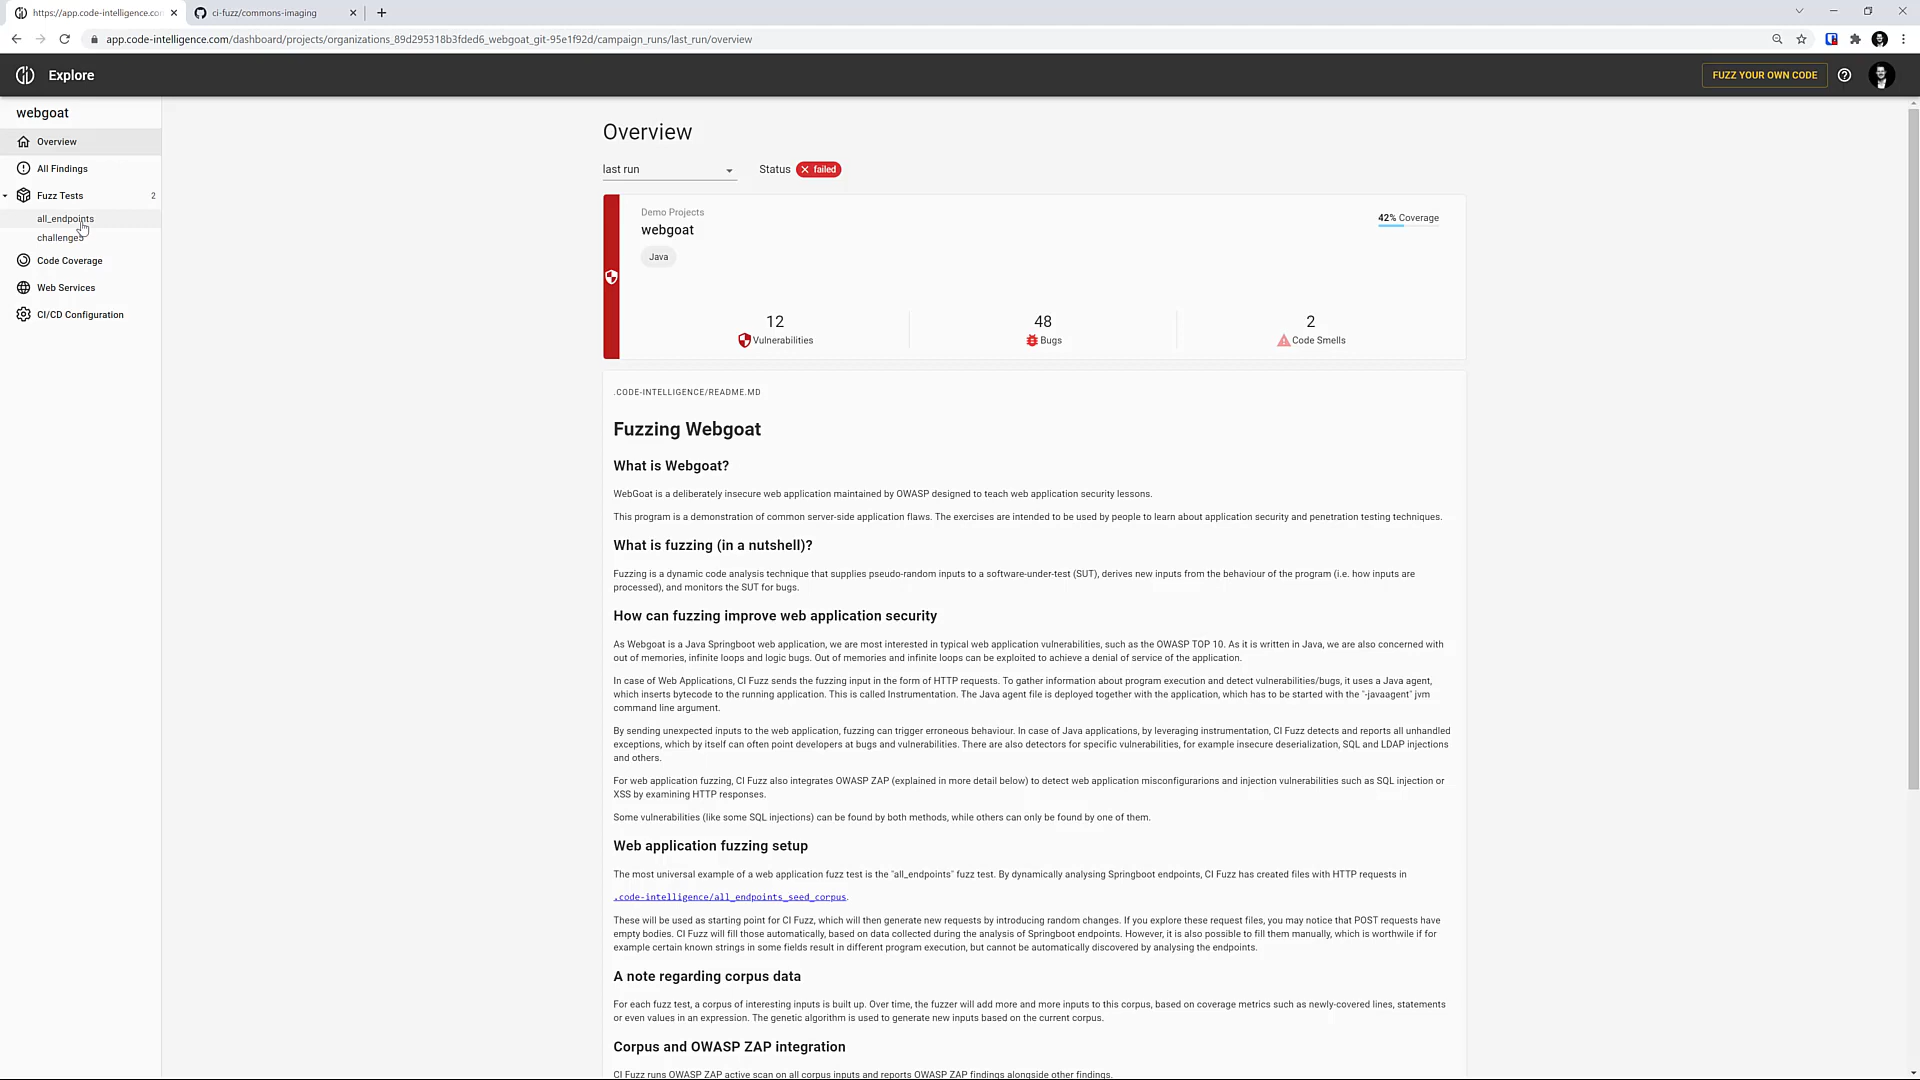 https://app.code-intelligence.co
ci-fuzz/commons-imaging
app.code-intelligence.com/dashboard/projects/organizations_89d295318b3fded6_webgoat_git-95e1f92d/campaign_runs/last_run/overview
Explore
FUZZ YOUR OWN CODE
webgoat
Overview
All Findings
Fuzz Tests 2
all_endpoints
challenge5
Code Coverage
Web Services
CI/CD Configuration
Overview
last run
Status failed
Demo Projects
webgoat
Java
42% Coverage
12
Vulnerabilities
48
Bugs
2
Code Smells
.CODE-INTELLIGENCE/README.MD
Fuzzing Webgoat
What is Webgoat?
WebGoat is a deliberately insecure web application maintained by OWASP designed to teach web application security lessons.
This program is a demonstration of common server-side application flaws. The exercises are intended to be used by people to learn about application security and penetration testing techniques.
What is fuzzing (in a nutshell)?
Fuzzing is a dynamic code analysis technique that supplies pseudo-random inputs to a software-under-test (SUT), derives new inputs from the behaviour of the program (i.e. how inputs are
processed), and monitors the SUT for bugs.
How can fuzzing improve web application security
As Webgoat is a Java Springboot web application, we are most interested in typical web application vulnerabilities, such as the OWASP TOP 10. As it is written in Java, we are also concerned with
out of memories, infinite loops and logic bugs. Out of memories and infinite loops can be exploited to achieve a denial of service of the application.
In case of Web Applications, CI Fuzz sends the fuzzing input in the form of HTTP requests. To gather information about program execution and detect vulnerabilities/bugs, it uses a Java agent,
which inserts bytecode to the running application. This is called Instrumentation. The Java agent file is deployed together with the application, which has to be started with the "-javaagent" jvm
command line argument.
By sending unexpected inputs to the web application, fuzzing can trigger erroneous behaviour. In case of Java applications, by leveraging instrumentation, CI Fuzz detects and reports all unhandled
exceptions, which by itself can often point developers at bugs and vulnerabilities. There are also detectors for specific vulnerabilities, for example insecure deserialization, SQL and LDAP injections
and others.
For web application fuzzing, CI Fuzz also integrates OWASP ZAP (explained in more detail below) to detect web application misconfigurarions and injection vulnerabilities such as SQL injection or
XSS by examining HTTP responses.
Some vulnerabilities (like some SQL injections) can be found by both methods, while others can only be found by one of them.
Web application fuzzing setup
The most universal example of a web application fuzz test is the "all_endpoints" fuzz test. By dynamically analysing Springboot endpoints, CI Fuzz has created files with HTTP requests in
.code-intelligence/all_endpoints_seed_corpus.
These will be used as starting point for CI Fuzz, which will then generate new requests by introducing random changes. If you explore these request files, you may notice that POST requests have
empty bodies. CI Fuzz will fill those automatically, based on data collected during the analysis of Springboot endpoints. However, it is also possible to fill them manually, which is worthwile if for
example certain known strings in some fields result in different program execution, but cannot be automatically discovered by analysing the endpoints.
A note regarding corpus data
For each fuzz test, a corpus of interesting inputs is built up. Over time, the fuzzer will add more and more inputs to this corpus, based on coverage metrics such as newly-covered lines, statements
or even values in an expression. The genetic algorithm is used to generate new inputs based on the current corpus.
Corpus and OWASP ZAP integration
CI Fuzz runs OWASP ZAP active scan on all corpus inputs and reports OWASP ZAP findings alongside other findings.